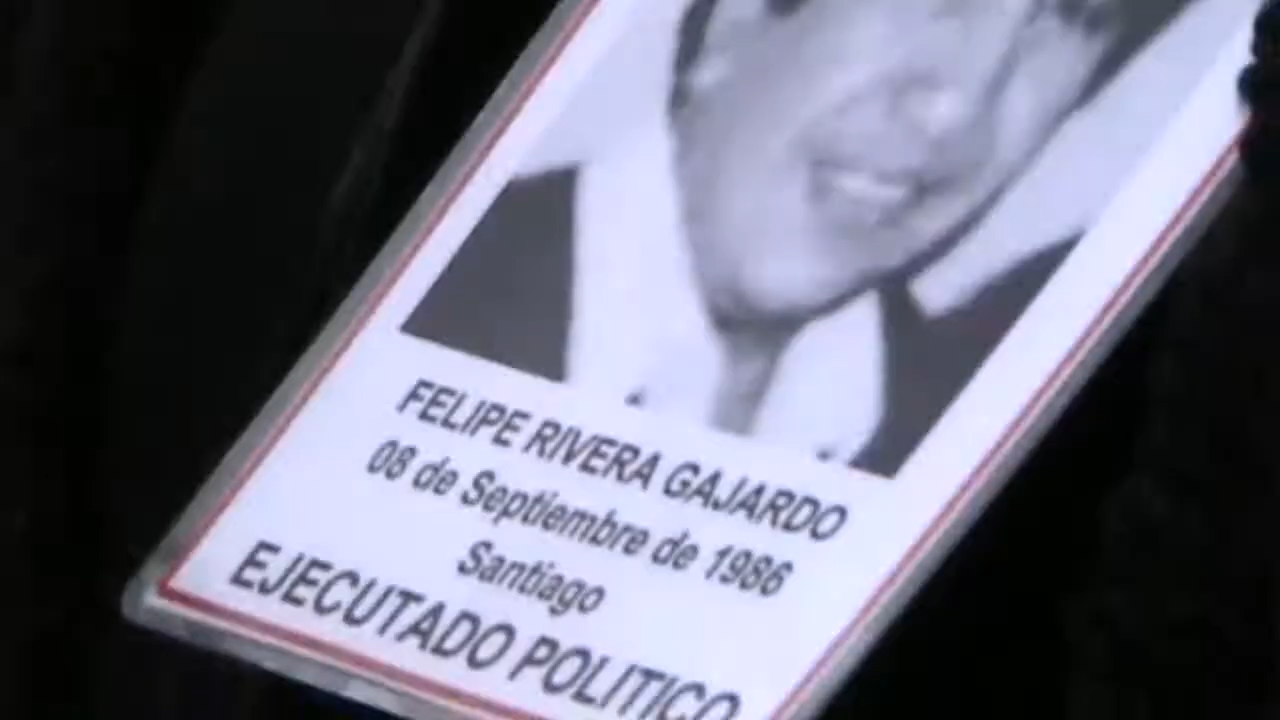 FELIPE RIVERA GAJARDO
08 de Septiembre de 1986
Santiago
EJECUTADO POLITICO